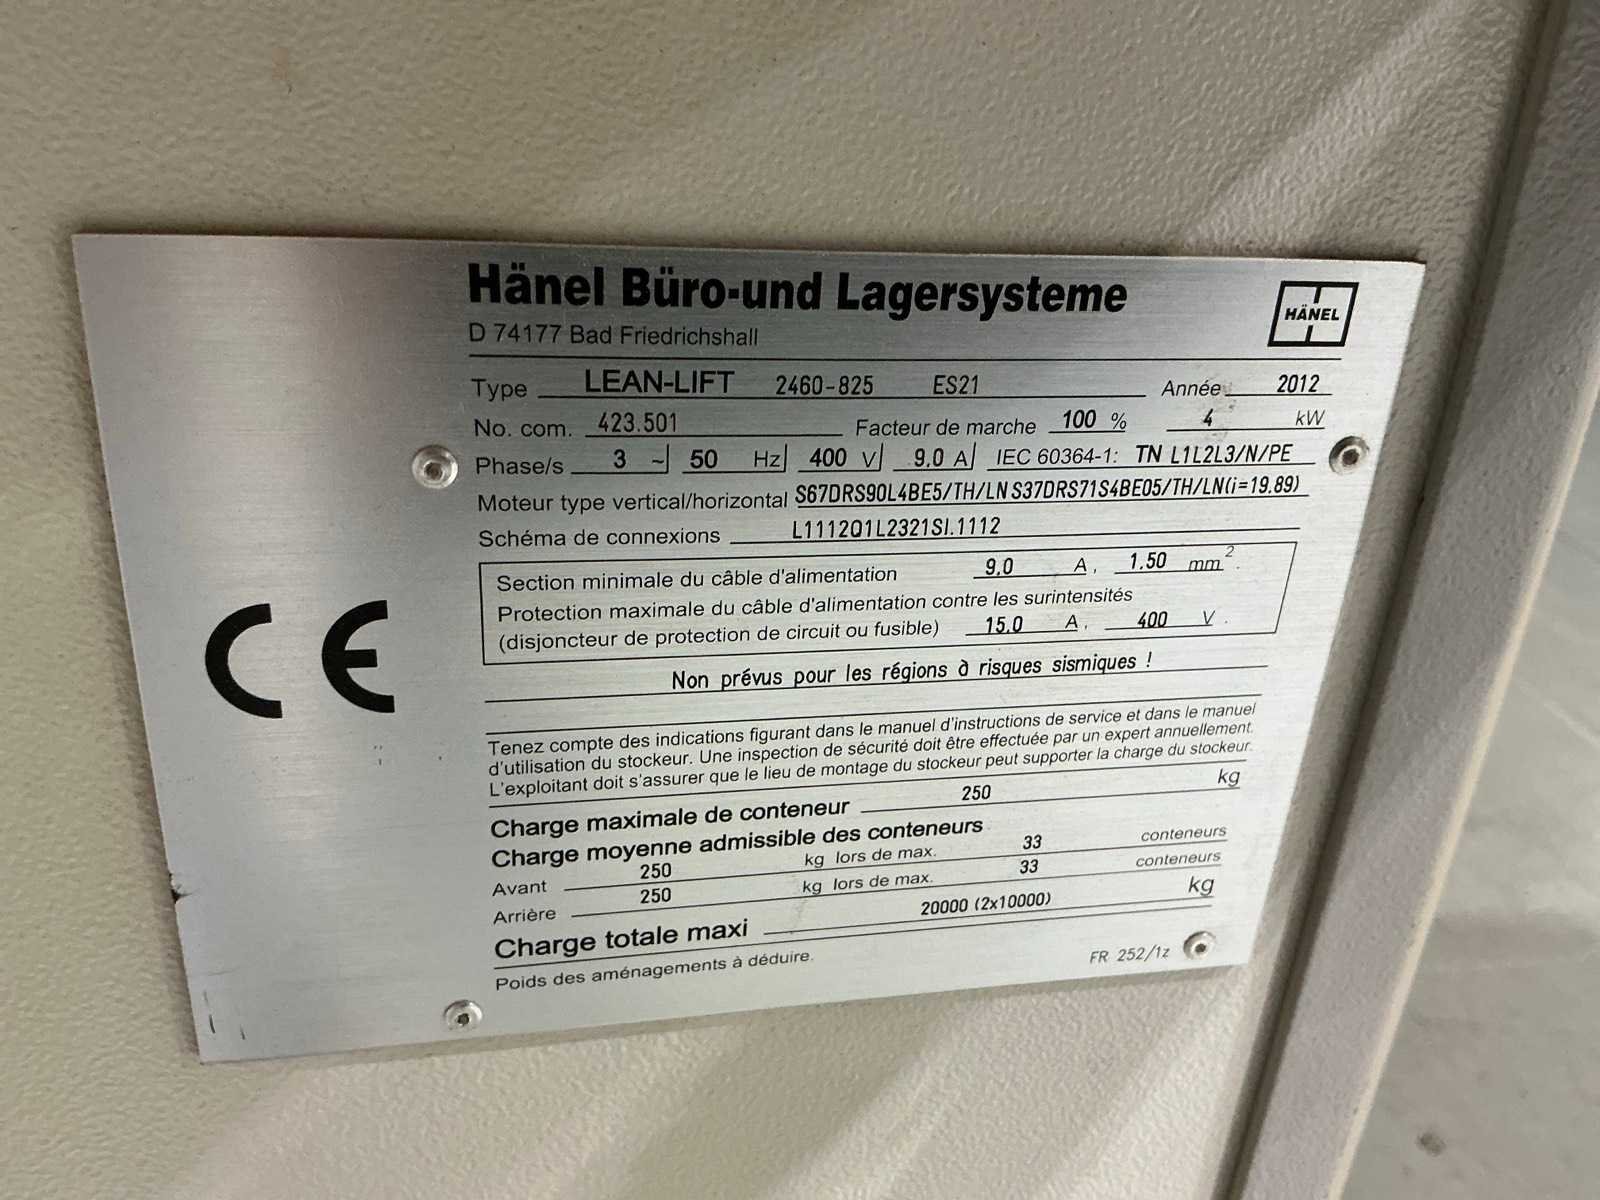 Hänel Büro-und Lagersysteme
HÄNEL
D 74177 Bad Friedrichshall
Type LEAN-LIFT 2460-825 ES21 Année 2012
No. com. 423.501 Facteur de marche 100 % 4 kW
Phase/s 3 ~ 50 Hz 400 V 9.0 A IEC 60364-1: TN L1L2L3/N/PE
Moteur type vertical/horizontal S67DRS90L4BE5/TH/LN S37DRS71S4BE05/TH/LN(i=19.89)
Schéma de connexions L111201L2321SI.1112
Section minimale du câble d'alimentation 9.0 A, 1.50 mm².
Protection maximale du câble d'alimentation contre les surintensités
(disjoncteur de protection de circuit ou fusible) 15.0 A, 400 V.
Non prévus pour les régions à risques sismiques !
CE
Tenez compte des indications figurant dans le manuel d'instructions de service et dans le manuel
d'utilisation du stockeur. Une inspection de sécurité doit être effectuée par un expert annuellement.
L'exploitant doit s'assurer que le lieu de montage du stockeur peut supporter la charge du stockeur.
Charge maximale de conteneur 250 kg
Charge moyenne admissible des conteneurs
Avant 250 kg lors de max. 33 conteneurs
Arrière 250 kg lors de max. 33 conteneurs
Charge totale maxi 20000 (2x10000) kg
Poids des aménagements à déduire.
FR 252/1z